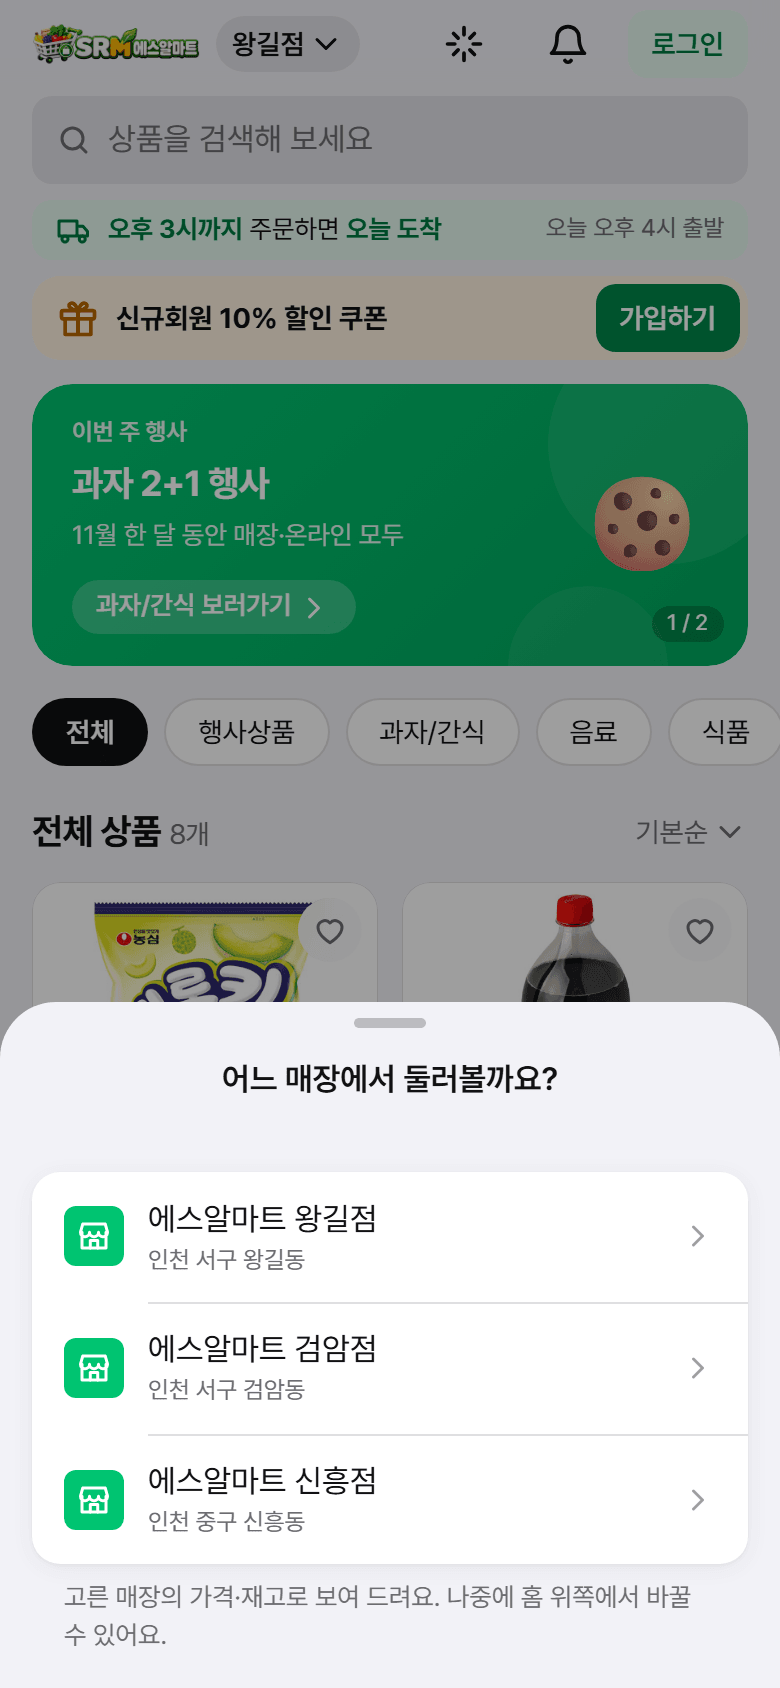 SRM에스알마트
왕길점
로그인
상품을 검색해 보세요
오후 3시까지 주문하면 오늘 도착
오늘 오후 4시 출발
신규회원 10% 할인 쿠폰
가입하기
이번 주 행사
과자 2+1 행사
11월 한 달 동안 매장·온라인 모두
과자/간식 보러가기
1 / 2
전체
행사상품
과자/간식
음료
식품
전체 상품 8개
기본순
농심
어느 매장에서 둘러볼까요?
에스알마트 왕길점
인천 서구 왕길동
에스알마트 검암점
인천 서구 검암동
에스알마트 신흥점
인천 중구 신흥동
고른 매장의 가격·재고로 보여 드려요. 나중에 홈 위쪽에서 바꿀
수 있어요.